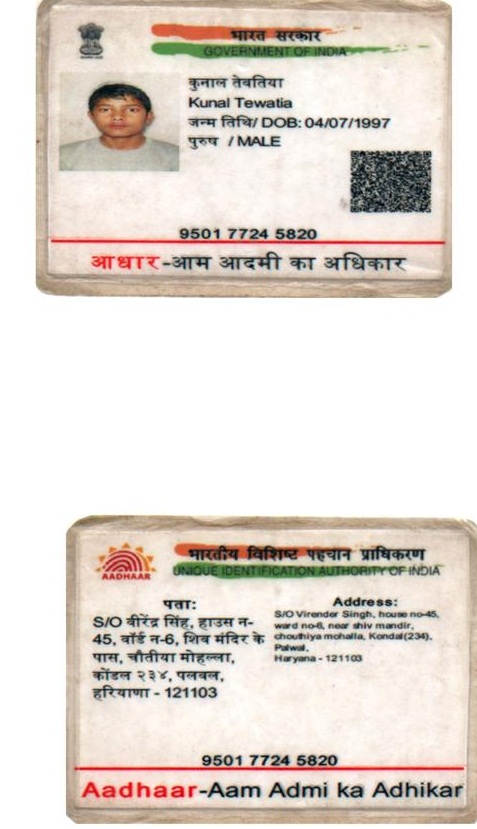 भारत सरकार
GOVERNMENT OF INDIA
कुनाल तेवतिया
Kunal Tewatia
जन्म तिथि/ DOB: 04/07/1997
पुरुष / MALE
9501 7724 5820
आधार-आम आदमी का अधिकार
भारतीय विशिष्ट पहचान प्राधिकरण
UNIQUE IDENTIFICATION AUTHORITY OF INDIA
AADHAAR
पता:
S/O वीरेंद्र सिंह, हाउस न-
45, वॉर्ड न-6, शिव मंदिर के
पास, चौतीया मोहल्ला,
कोंडल २३४, पलवल,
हरियाणा - 121103
Address:
S/O Virender Singh, house no-45,
ward no-6, near shiv mandir,
chouthiya mohalla, Kondal(234),
Palwal,
Haryana - 121103
9501 7724 5820
Aadhaar-Aam Admi ka Adhikar